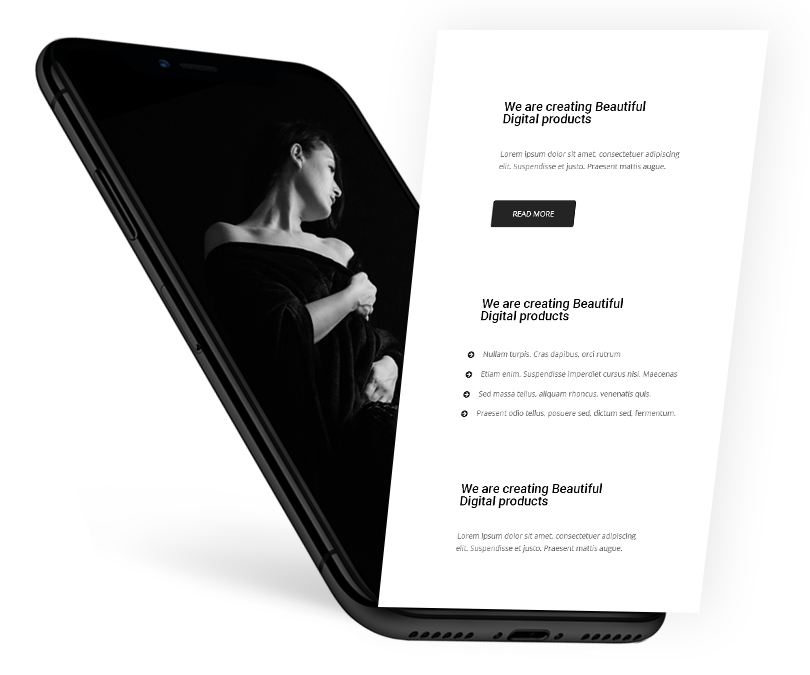 We are creating Beautiful
Digital products
Lorem ipsum dolor sit amet, consectetuer adipiscing
elit. Suspendisse et justo. Praesent mattis augue.
READ MORE
We are creating Beautiful
Digital products
Nullam turpis. Cras dapibus, orci rutrum
Etiam enim. Suspendisse imperdiet cursus nisi. Maecenas
Sed massa tellus, aliquam rhoncus, venenatis quis.
Praesent odio tellus, posuere sed, dictum sed, fermentum.
We are creating Beautiful
Digital products
Lorem ipsum dolor sit amet, consectetuer adipiscing
elit. Suspendisse et justo. Praesent mattis augue.